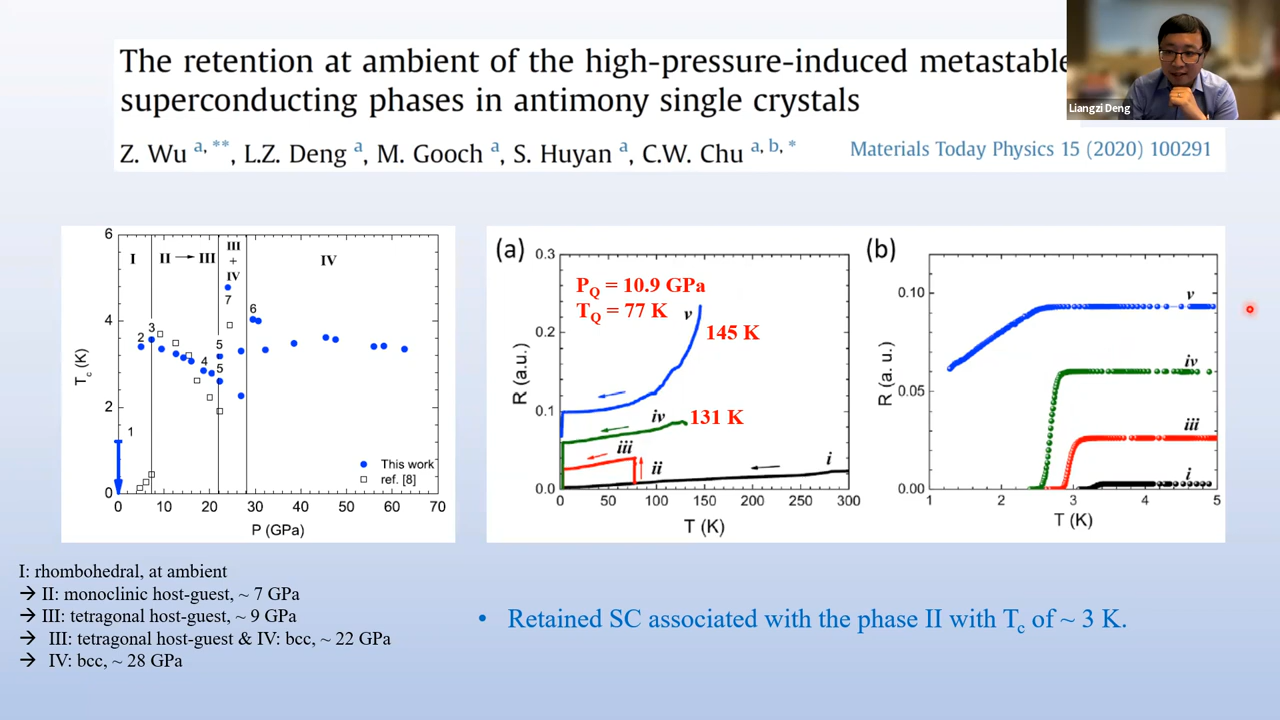 The retention at ambient of the high-pressure-induced metastable
superconducting phases in antimony single crystals
Z. Wu a, **, L.Z. Deng a, M. Gooch a, S. Huyan a, C.W. Chu a, b, *
Materials Today Physics 15 (2020) 100291
Liangzi Deng
6
4
2
0
Tc (K)
I
II → III
III
+
IV
IV
1
2
3
4
5
5
6
7
This work
ref. [8]
0 10 20 30 40 50 60 70
P (GPa)
(a)
0.3
0.2
0.1
0.0
R (a.u.)
PQ = 10.9 GPa
TQ = 77 K
v
145 K
iv
131 K
iii
ii
i
0 50 100 150 200 250 300
T (K)
(b)
0.10
0.05
0.00
R (a.u.)
v
iv
iii
i
1 2 3 4 5
T (K)
I: rhombohedral, at ambient
→ II: monoclinic host-guest, ~ 7 GPa
→ III: tetragonal host-guest, ~ 9 GPa
→ III: tetragonal host-guest & IV: bcc, ~ 22 GPa
→ IV: bcc, ~ 28 GPa
• Retained SC associated with the phase II with Tc of ~ 3 K.